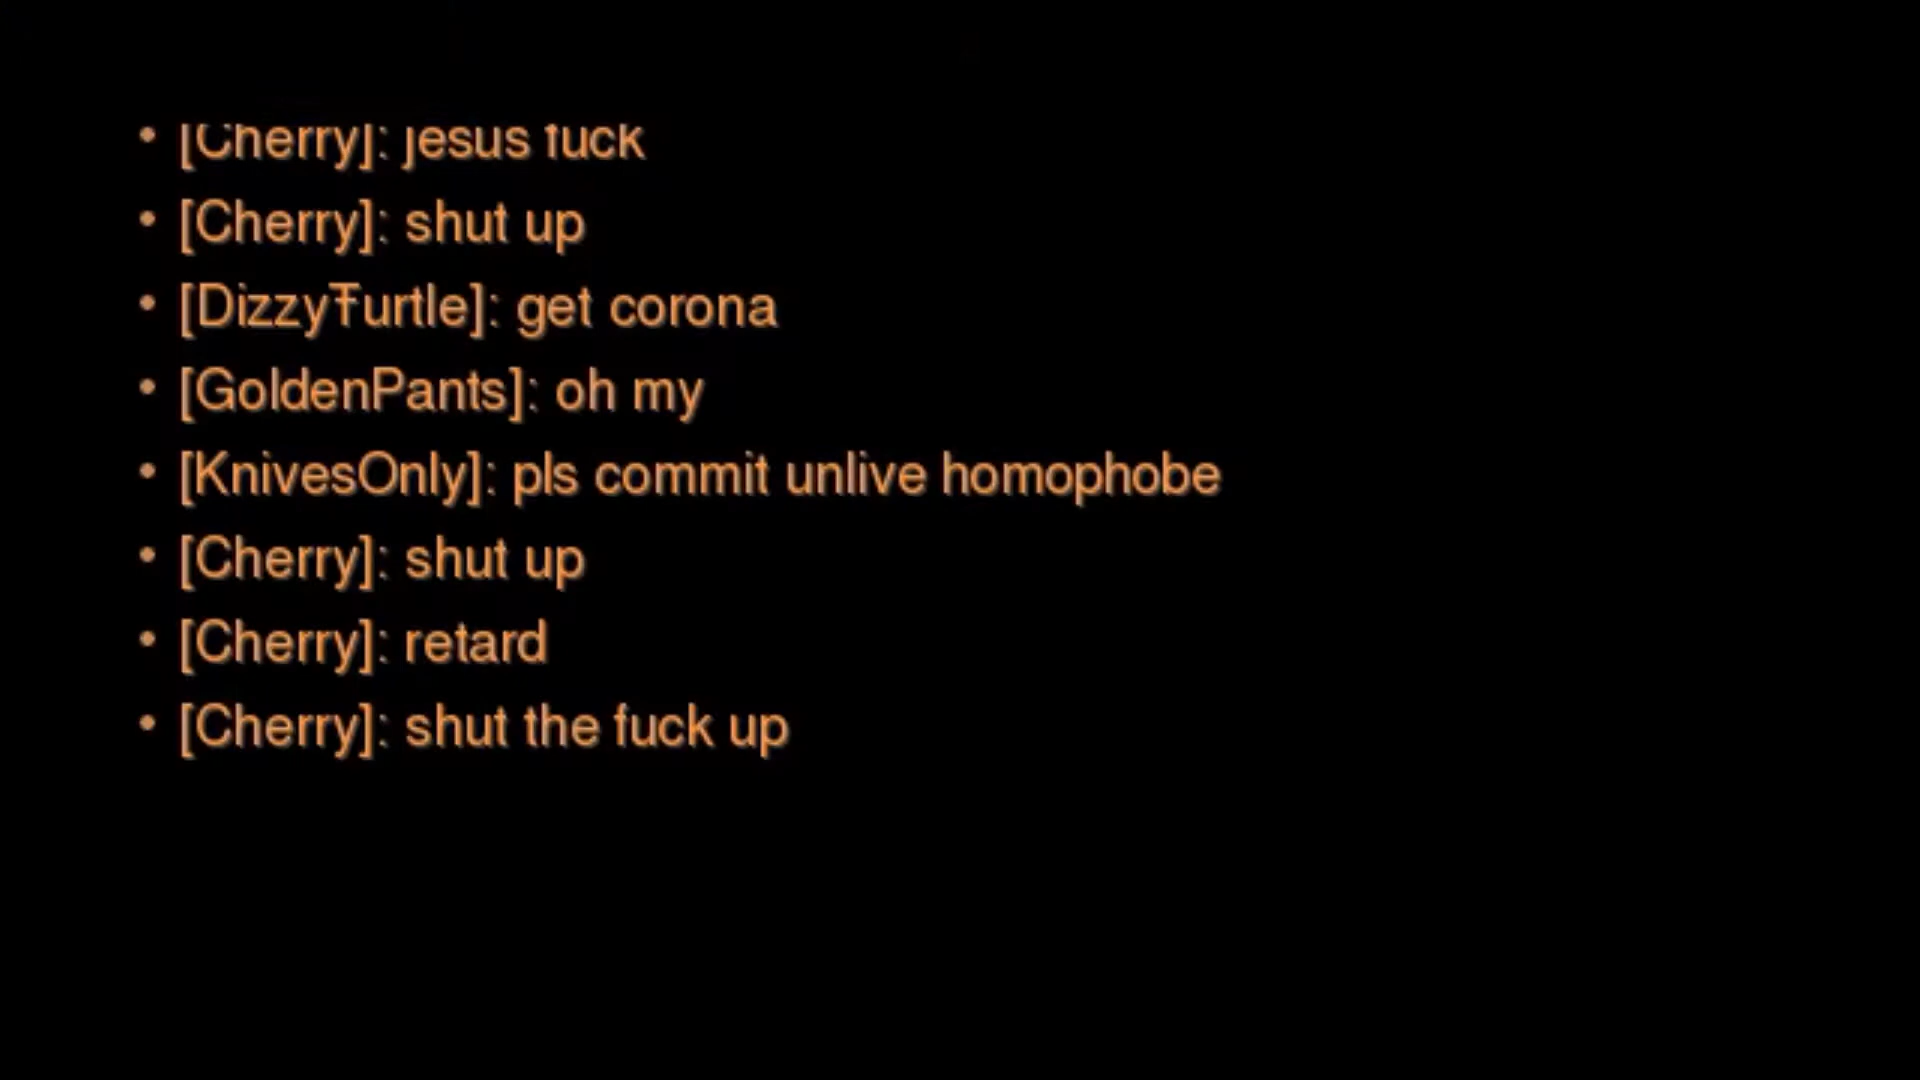 • [Cherry]: jesus fuck
• [Cherry]: shut up
• [DizzyŦurtle]: get corona
• [GoldenPants]: oh my
• [KnivesOnly]: pls commit unlive homophobe
• [Cherry]: shut up
• [Cherry]: retard
• [Cherry]: shut the fuck up